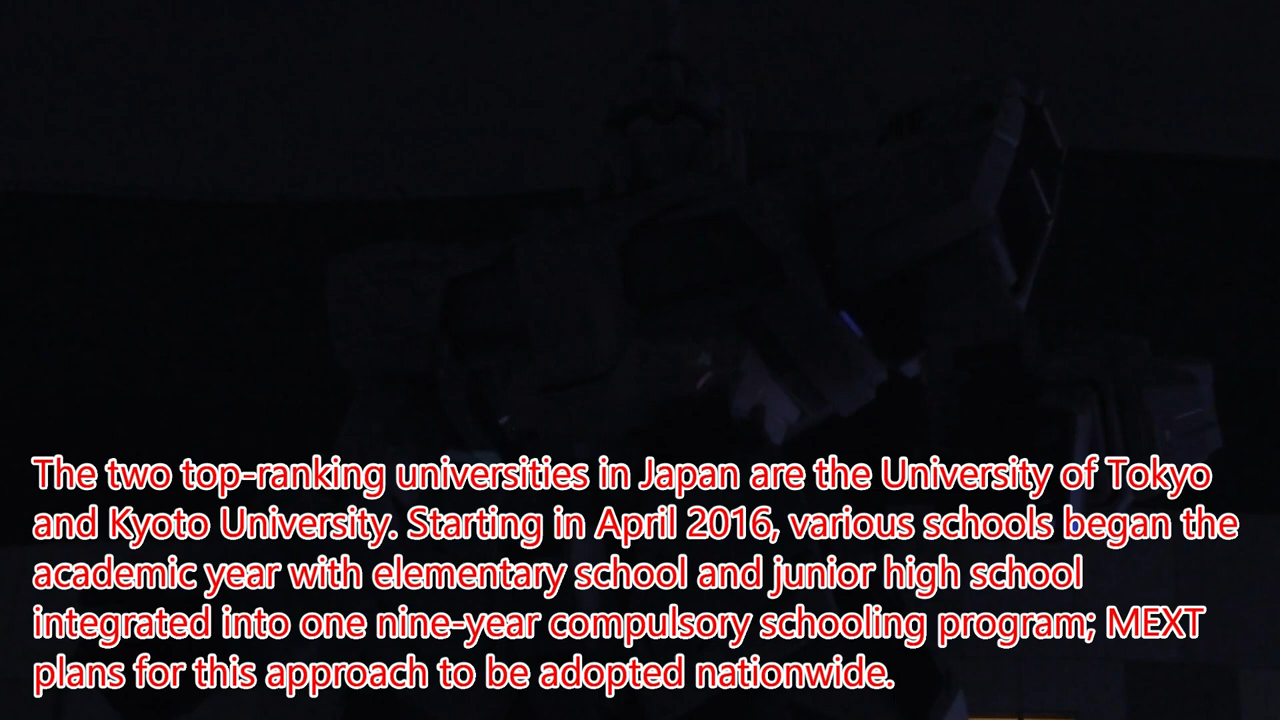 The two top-ranking universities in Japan are the University of Tokyo
and Kyoto University. Starting in April 2016, various schools began the
academic year with elementary school and junior high school
integrated into one nine-year compulsory schooling program; MEXT
plans for this approach to be adopted nationwide.